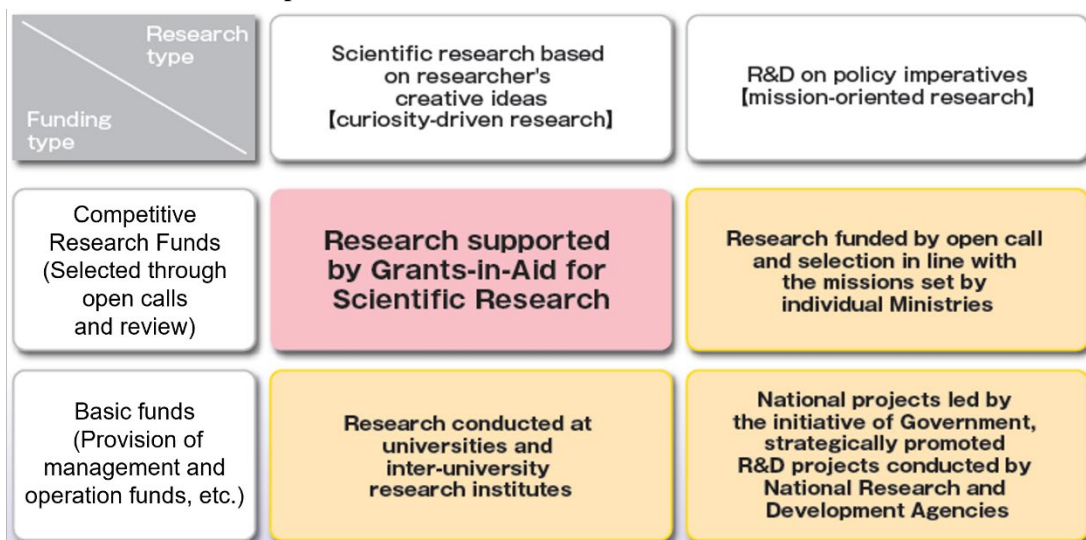 Research
type
Funding
type
Scientific research based
on researcher's
creative ideas
【curiosity-driven research】
R&D on policy imperatives
【mission-oriented research】
Competitive
Research Funds
(Selected through
open calls
and review)
Research supported
by Grants-in-Aid for
Scientific Research
Research funded by open call
and selection in line with
the missions set by
individual Ministries
Basic funds
(Provision of
management and
operation funds, etc.)
Research conducted at
universities and
inter-university
research institutes
National projects led by
the initiative of Government,
strategically promoted
R&D projects conducted by
National Research and
Development Agencies